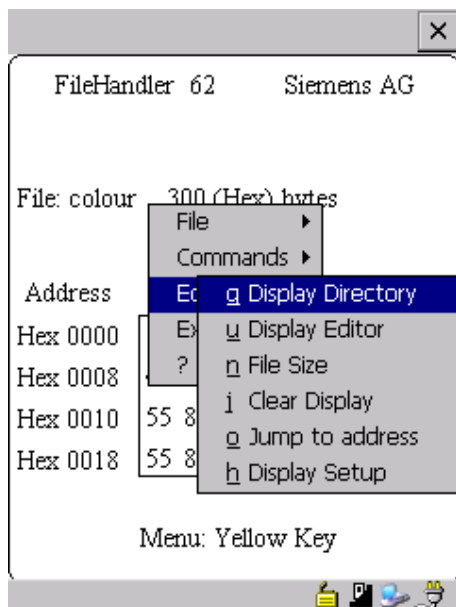 FileHandler 62 Siemens AG
File: colour 300 (Hex) bytes
File
Commands
Address
g Display Directory
Hex 0000
u Display Editor
?
n File Size
Hex 0008
j Clear Display
Hex 0010 55 8
o Jump to address
Hex 0018 55 8
h Display Setup
Menu: Yellow Key